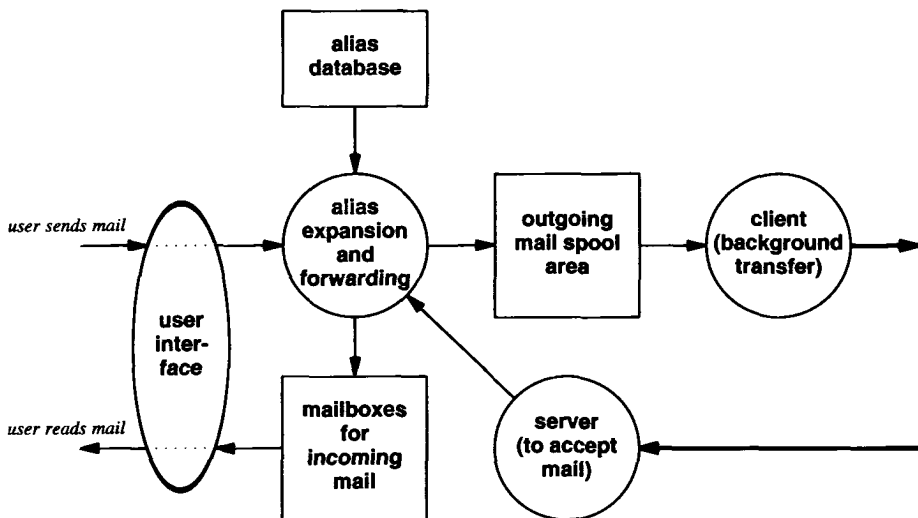 alias
database
user sends mail
alias
expansion
and
forwarding
outgoing
mail spool
area
client
(background
transfer)
user
inter-
face
user reads mail
mailboxes
for
incoming
mail
server
(to accept
mail)